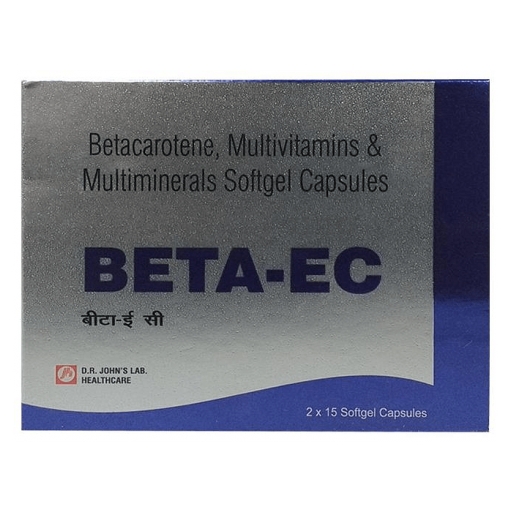 Betacarotene, Multivitamins &
Multiminerals Softgel Capsules
BETA-EC
बीटा-ई सी
D.R. JOHN'S LAB.
HEALTHCARE
2 x 15 Softgel Capsules